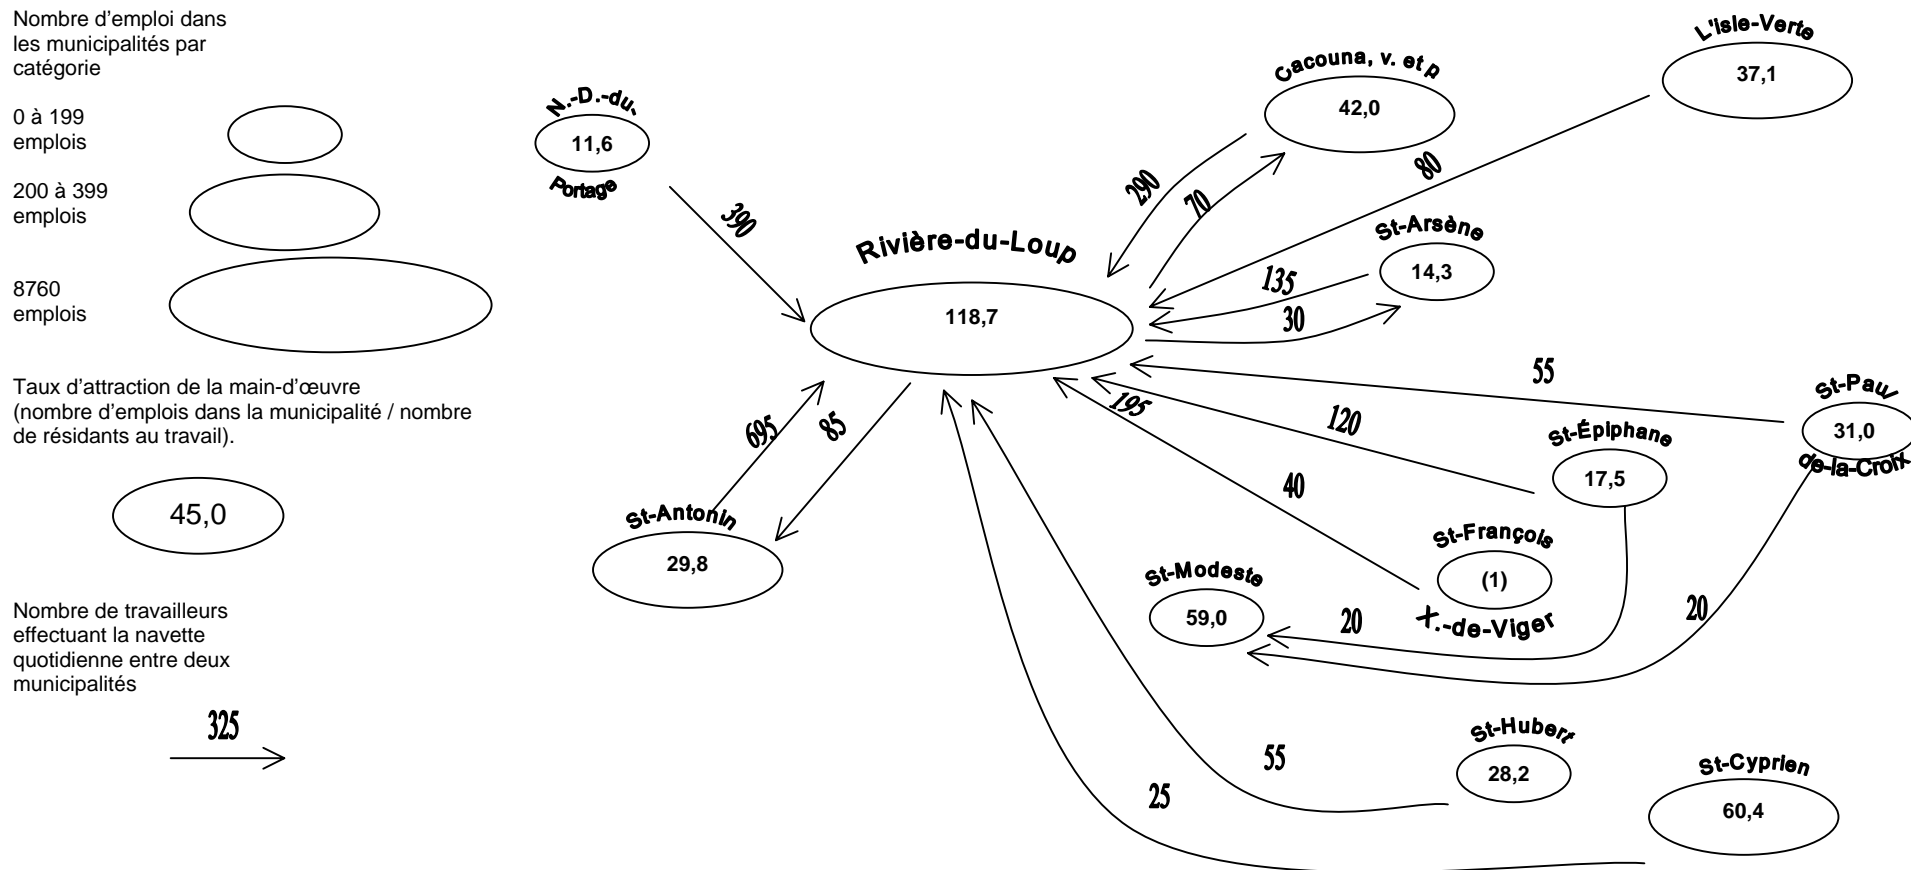 Nombre d'emploi dans
les municipalités par
catégorie
0 à 199
emplois
200 à 399
emplois
8760
emplois
Taux d'attraction de la main-d'œuvre
(nombre d'emplois dans la municipalité / nombre
de résidants au travail).
45,0
Nombre de travailleurs
effectuant la navette
quotidienne entre deux
municipalités
325
N.-D.-du-
11,6
Portage
390
Cacouna, v. et p
42,0
290
70
L'isle-Verte
37,1
80
Rivière-du-Loup
118,7
St-Arsène
14,3
135
30
55
St-Paul
31,0
de-la-Croix
195
120
St-Épiphane
17,5
695
85
St-Antonin
29,8
40
St-François
(1)
X.-de-Viger
St-Modeste
59,0
20
20
St-Hubert
28,2
55
25
St-Cyprien
60,4